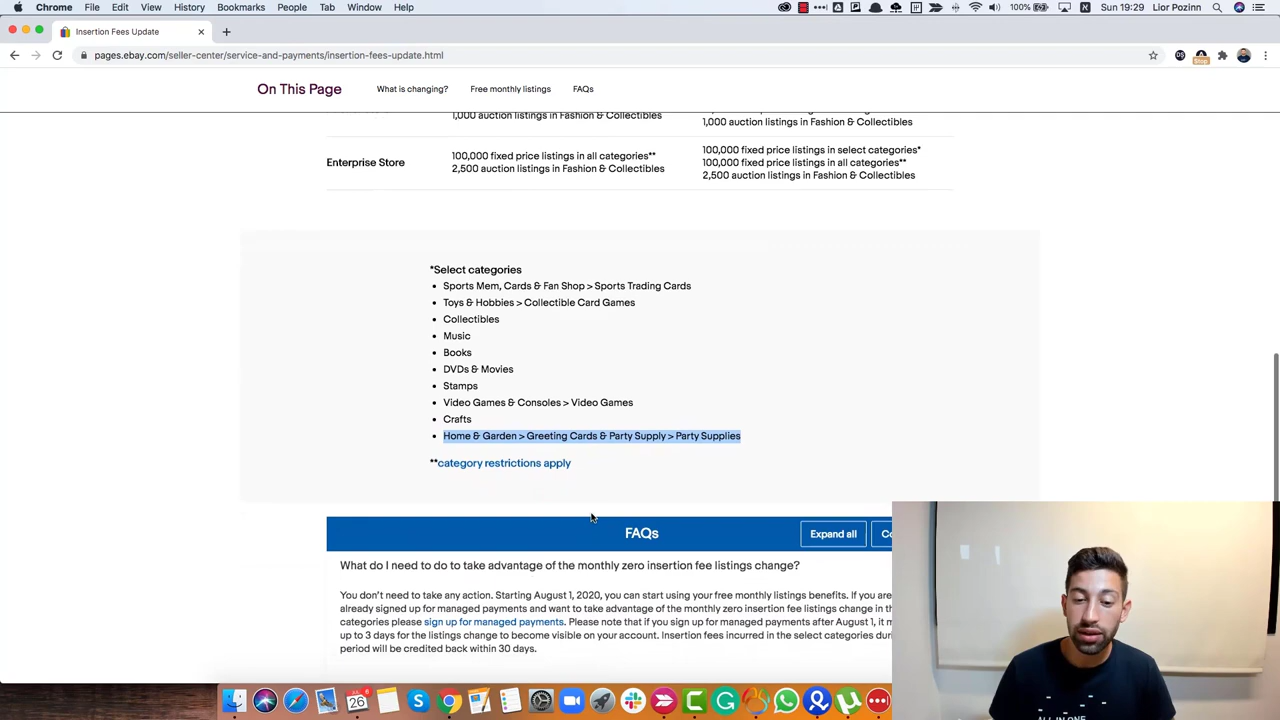 Chrome File Edit View History Bookmarks People Tab Window Help 100% Sun 19:29 Lior Pozinn
Insertion Fees Update
pages.ebay.com/seller-center/service-and-payments/insertion-fees-update.html
On This Page What is changing? Free monthly listings FAQs
1,000 auction listings in Fashion & Collectibles
1,000 auction listings in Fashion & Collectibles
Enterprise Store
100,000 fixed price listings in all categories**
2,500 auction listings in Fashion & Collectibles
100,000 fixed price listings in select categories*
100,000 fixed price listings in all categories**
2,500 auction listings in Fashion & Collectibles
*Select categories
• Sports Mem, Cards & Fan Shop > Sports Trading Cards
• Toys & Hobbies > Collectible Card Games
• Collectibles
• Music
• Books
• DVDs & Movies
• Stamps
• Video Games & Consoles > Video Games
• Crafts
• Home & Garden > Greeting Cards & Party Supply > Party Supplies
**category restrictions apply
FAQs
Expand all
What do I need to do to take advantage of the monthly zero insertion fee listings change?
You don't need to take any action. Starting August 1, 2020, you can start using your free monthly listings benefits. If you are
already signed up for managed payments and want to take advantage of the monthly zero insertion fee listings change in
categories please sign up for managed payments. Please note that if you sign up for managed payments after August 1, it
up to 3 days for the listings change to become visible on your account. Insertion fees incurred in the select categories
period will be credited back within 30 days.
ALL IN ONE